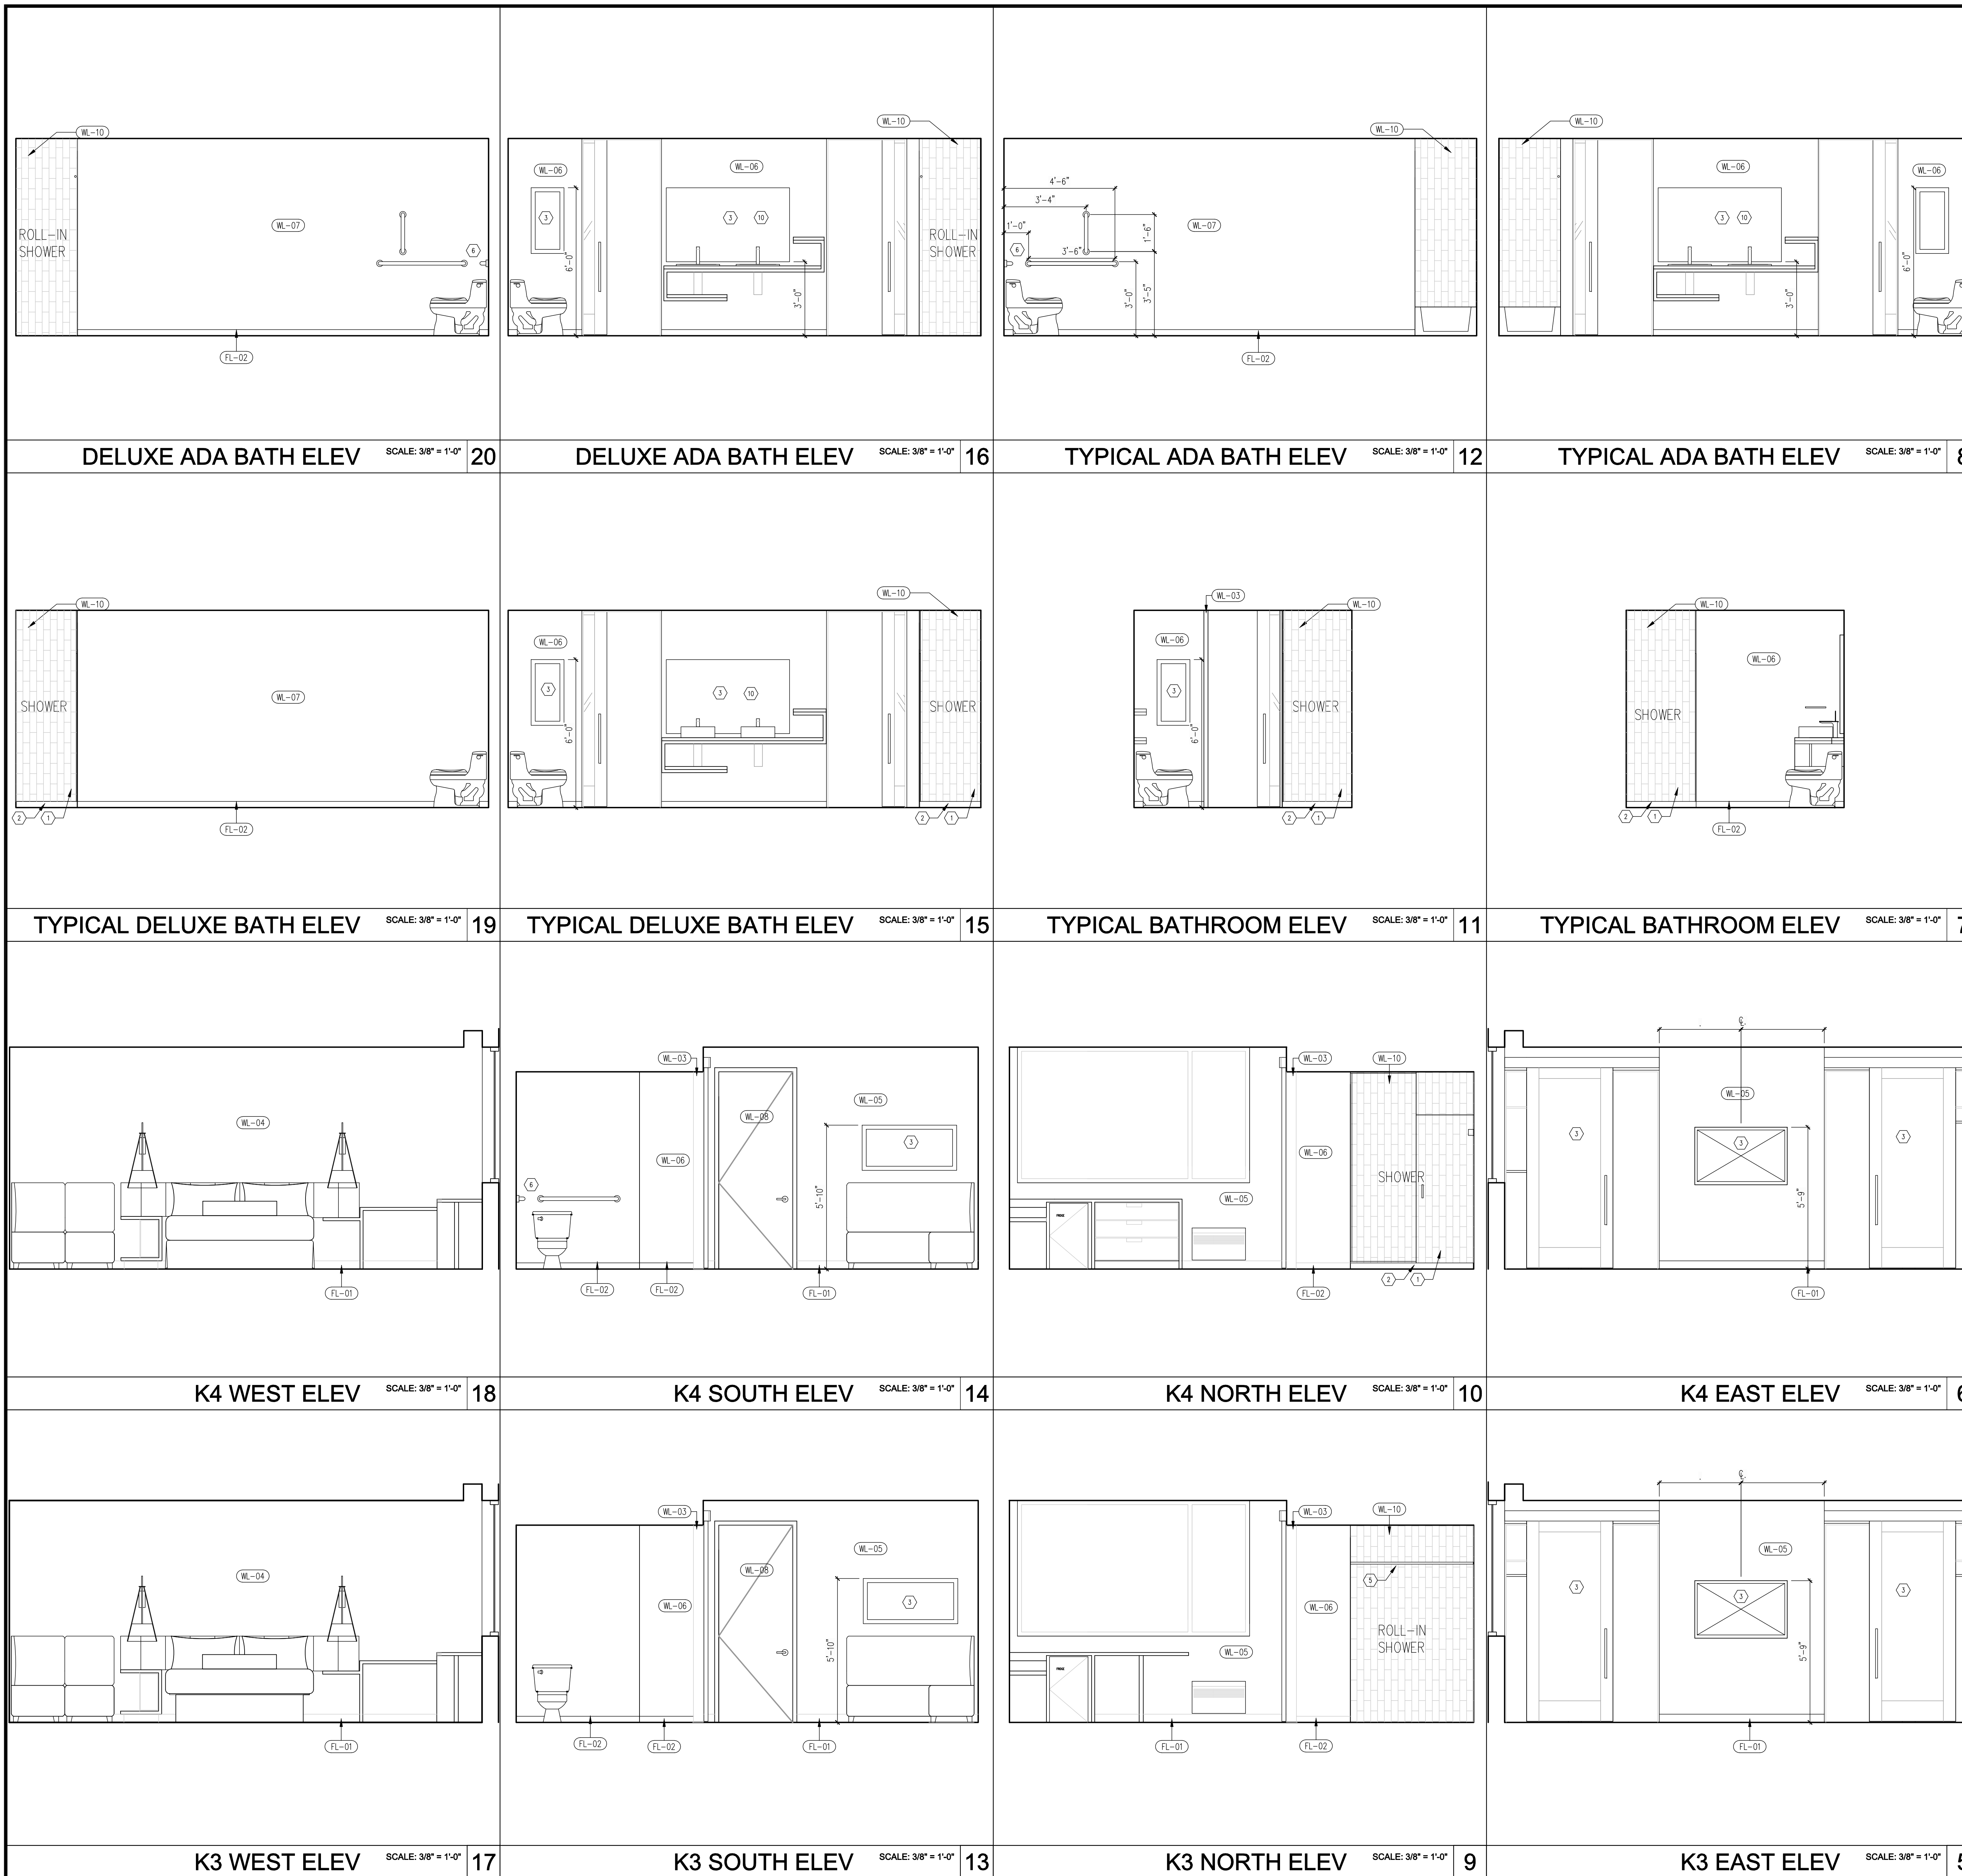 WL-10
ROLL-IN
SHOWER
WL-07
6
FL-02
DELUXE ADA BATH ELEV SCALE: 3/8" = 1'-0" 20
WL-10
WL-06
WL-06
3
3 10
ROLL-IN
SHOWER
6'-0"
3'-0"
DELUXE ADA BATH ELEV SCALE: 3/8" = 1'-0" 16
WL-10
4'-6"
3'-4"
1'-0"
WL-07
1'-6"
6
3'-6"
3'-0"
3'-5"
FL-02
TYPICAL ADA BATH ELEV SCALE: 3/8" = 1'-0" 12
WL-10
WL-06
WL-06
3 10
6'-0"
3'-0"
TYPICAL ADA BATH ELEV SCALE: 3/8" = 1'-0"
WL-10
SHOWER
WL-07
2 1
FL-02
TYPICAL DELUXE BATH ELEV SCALE: 3/8" = 1'-0" 19
WL-10
WL-06
3
3 10
SHOWER
6'-0"
2 1
TYPICAL DELUXE BATH ELEV SCALE: 3/8" = 1'-0" 15
WL-03
WL-10
WL-06
3
SHOWER
6'-0"
2 1
TYPICAL BATHROOM ELEV SCALE: 3/8" = 1'-0" 11
WL-10
WL-06
SHOWER
2 1
FL-02
TYPICAL BATHROOM ELEV SCALE: 3/8" = 1'-0"
WL-04
FL-01
K4 WEST ELEV SCALE: 3/8" = 1'-0" 18
WL-03
WL-05
WL-08
3
WL-06
6
5'-10"
FL-02
FL-02
FL-01
K4 SOUTH ELEV SCALE: 3/8" = 1'-0" 14
WL-03
WL-10
WL-06
SHOWER
WL-05
FRIDGE
2 1
FL-02
K4 NORTH ELEV SCALE: 3/8" = 1'-0" 10
℄
WL-05
3
3
3
5'-9"
FL-01
K4 EAST ELEV SCALE: 3/8" = 1'-0"
WL-04
FL-01
K3 WEST ELEV SCALE: 3/8" = 1'-0" 17
WL-03
WL-05
WL-08
3
WL-06
5'-10"
FL-02
FL-02
FL-01
K3 SOUTH ELEV SCALE: 3/8" = 1'-0" 13
WL-03
WL-10
5
WL-06
ROLL-IN
SHOWER
WL-05
FRIDGE
FL-01
FL-02
K3 NORTH ELEV SCALE: 3/8" = 1'-0" 9
℄
WL-05
3
3
3
5'-9"
FL-01
K3 EAST ELEV SCALE: 3/8" = 1'-0"